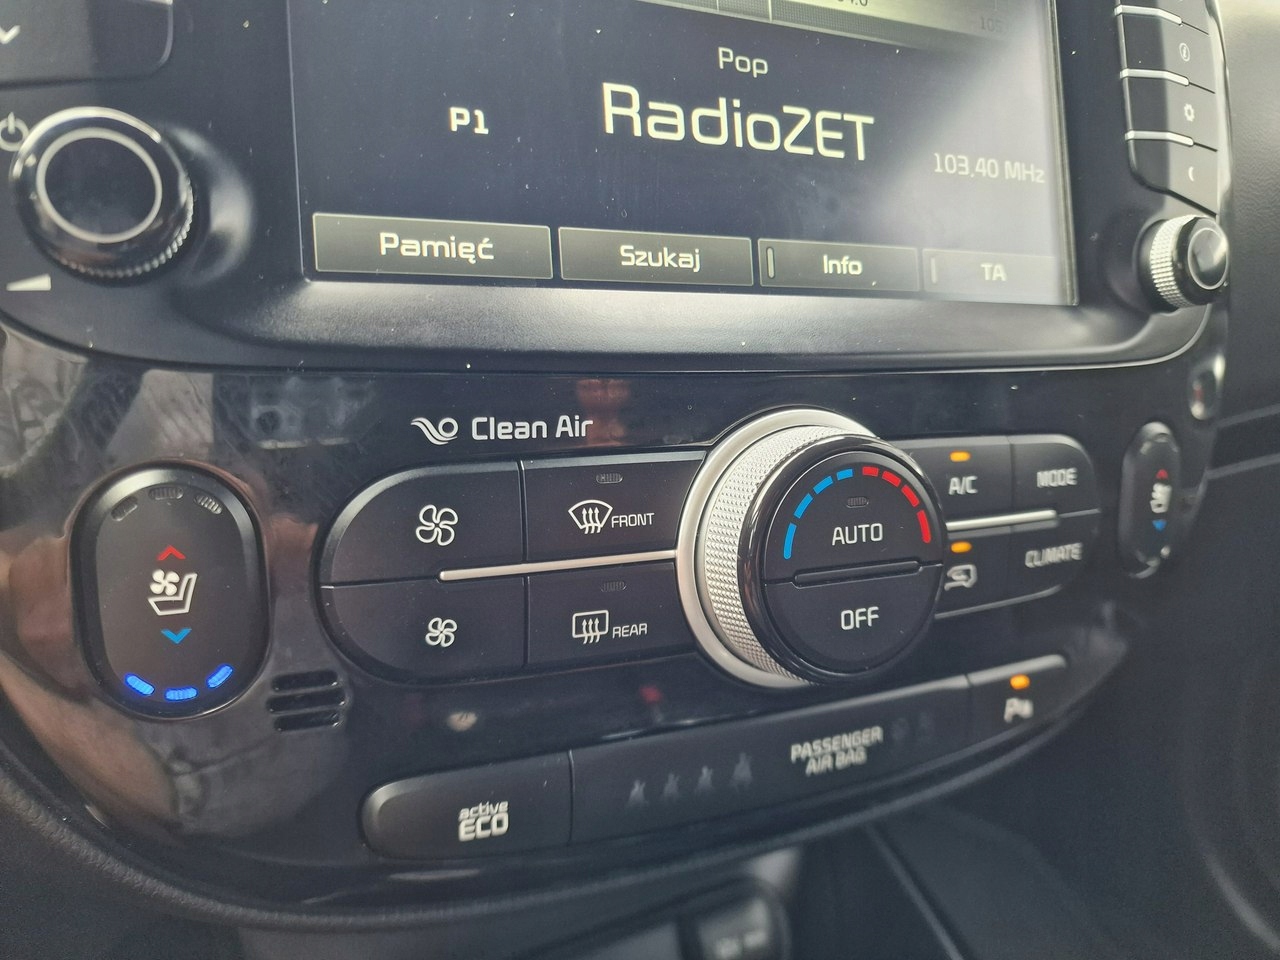 Pop
P1
RadioZET
103,40 MHz
Pamięć
Szukaj
Info
TA
Clean Air
FRONT
REAR
AUTO
OFF
A/C
MODE
CLIMATE
PASSENGER
AIR BAG
active
ECO